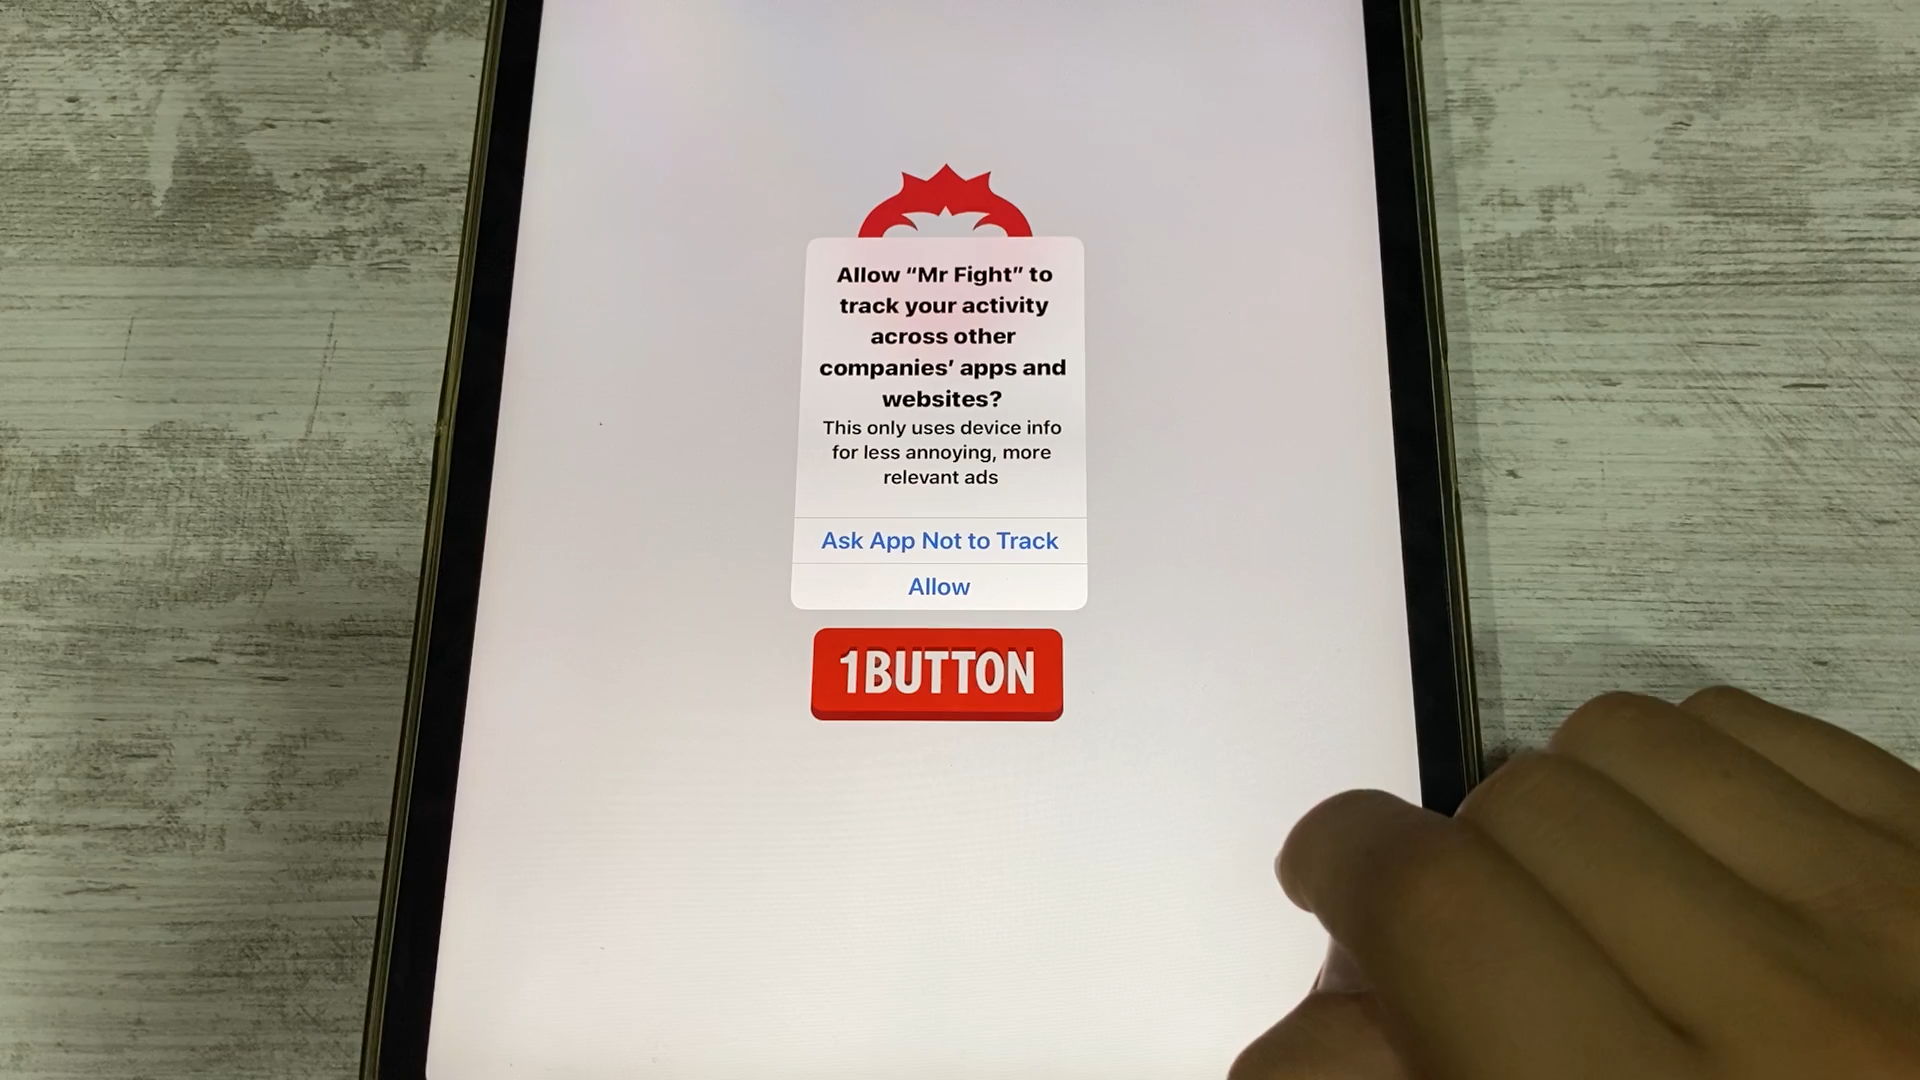 Allow “Mr Fight” to
track your activity
across other
companies’ apps and
websites?
This only uses device info
for less annoying, more
relevant ads
Ask App Not to Track
Allow
1BUTTON